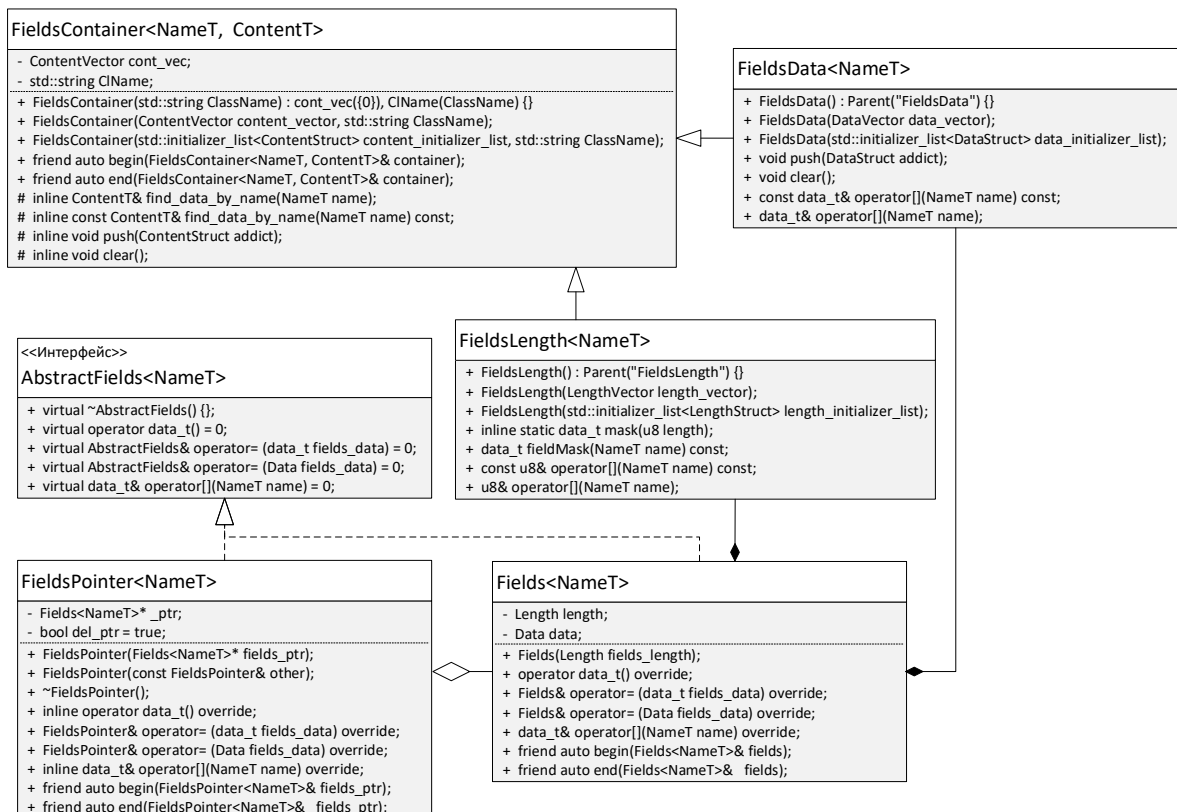 FieldsContainer<NameT, ContentT>
- ContentVector cont_vec;
- std::string ClName;
+ FieldsContainer(std::string ClassName) : cont_vec({0}), ClName(ClassName) {}
+ FieldsContainer(ContentVector content_vector, std::string ClassName);
+ FieldsContainer(std::initializer_list<ContentStruct> content_initializer_list, std::string ClassName);
+ friend auto begin(FieldsContainer<NameT, ContentT>& container);
+ friend auto end(FieldsContainer<NameT, ContentT>& container);
# inline ContentT& find_data_by_name(NameT name);
# inline const ContentT& find_data_by_name(NameT name) const;
# inline void push(ContentStruct addict);
# inline void clear();
FieldsData<NameT>
+ FieldsData() : Parent("FieldsData") {}
+ FieldsData(DataVector data_vector);
+ FieldsData(std::initializer_list<DataStruct> data_initializer_list);
+ void push(DataStruct addict);
+ void clear();
+ const data_t& operator[](NameT name) const;
+ data_t& operator[](NameT name);
<<Интерфейс>>
AbstractFields<NameT>
+ virtual ~AbstractFields() {};
+ virtual operator data_t() = 0;
+ virtual AbstractFields& operator= (data_t fields_data) = 0;
+ virtual AbstractFields& operator= (Data fields_data) = 0;
+ virtual data_t& operator[](NameT name) = 0;
FieldsLength<NameT>
+ FieldsLength() : Parent("FieldsLength") {}
+ FieldsLength(LengthVector length_vector);
+ FieldsLength(std::initializer_list<LengthStruct> length_initializer_list);
+ inline static data_t mask(u8 length);
+ data_t fieldMask(NameT name) const;
+ const u8& operator[](NameT name) const;
+ u8& operator[](NameT name);
FieldsPointer<NameT>
- Fields<NameT>* _ptr;
- bool del_ptr = true;
+ FieldsPointer(Fields<NameT>* fields_ptr);
+ FieldsPointer(const FieldsPointer& other);
+ ~FieldsPointer();
+ inline operator data_t() override;
+ FieldsPointer& operator= (data_t fields_data) override;
+ FieldsPointer& operator= (Data fields_data) override;
+ inline data_t& operator[](NameT name) override;
+ friend auto begin(FieldsPointer<NameT>& fields_ptr);
+ friend auto end(FieldsPointer<NameT>& fields_ptr);
Fields<NameT>
- Length length;
- Data data;
+ Fields(Length fields_length);
+ operator data_t() override;
+ Fields& operator= (data_t fields_data) override;
+ Fields& operator= (Data fields_data) override;
+ data_t& operator[](NameT name) override;
+ friend auto begin(Fields<NameT>& fields);
+ friend auto end(Fields<NameT>& fields);